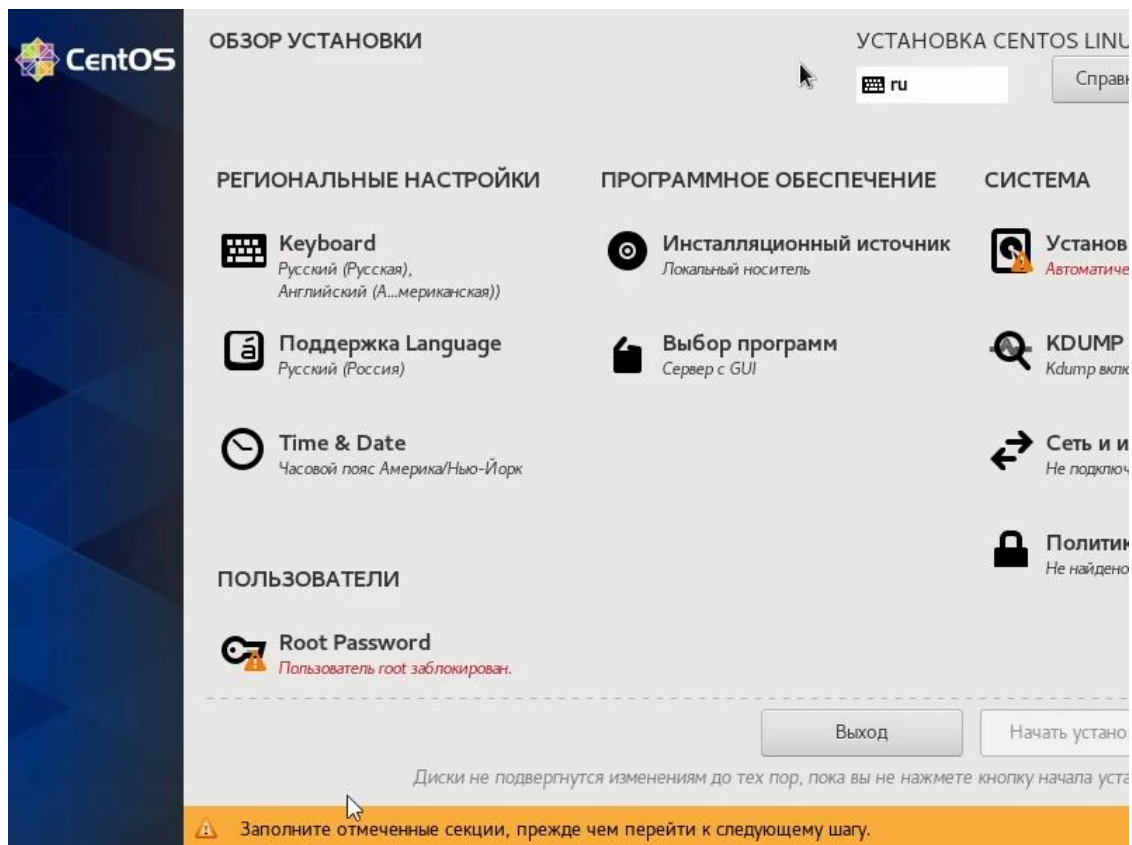 CentOS
ОБЗОР УСТАНОВКИ
УСТАНОВКА CENTOS LINU
ru
Справк
РЕГИОНАЛЬНЫЕ НАСТРОЙКИ
Keyboard
Русский (Русская),
Английский (А...мериканская))
Поддержка Language
Русский (Россия)
Time & Date
Часовой пояс Америка/Нью-Йорк
ПРОГРАММНОЕ ОБЕСПЕЧЕНИЕ
Инсталляционный источник
Локальный носитель
Выбор программ
Сервер с GUI
СИСТЕМА
Установ
Автоматиче
KDUMP
Kdump вклю
Сеть и и
Не подключ
Политик
Не найдено
ПОЛЬЗОВАТЕЛИ
Root Password
Пользователь root заблокирован.
Выход
Начать устано
Диски не подвергнутся изменениям до тех пор, пока вы не нажмете кнопку начала уста
Заполните отмеченные секции, прежде чем перейти к следующему шагу.